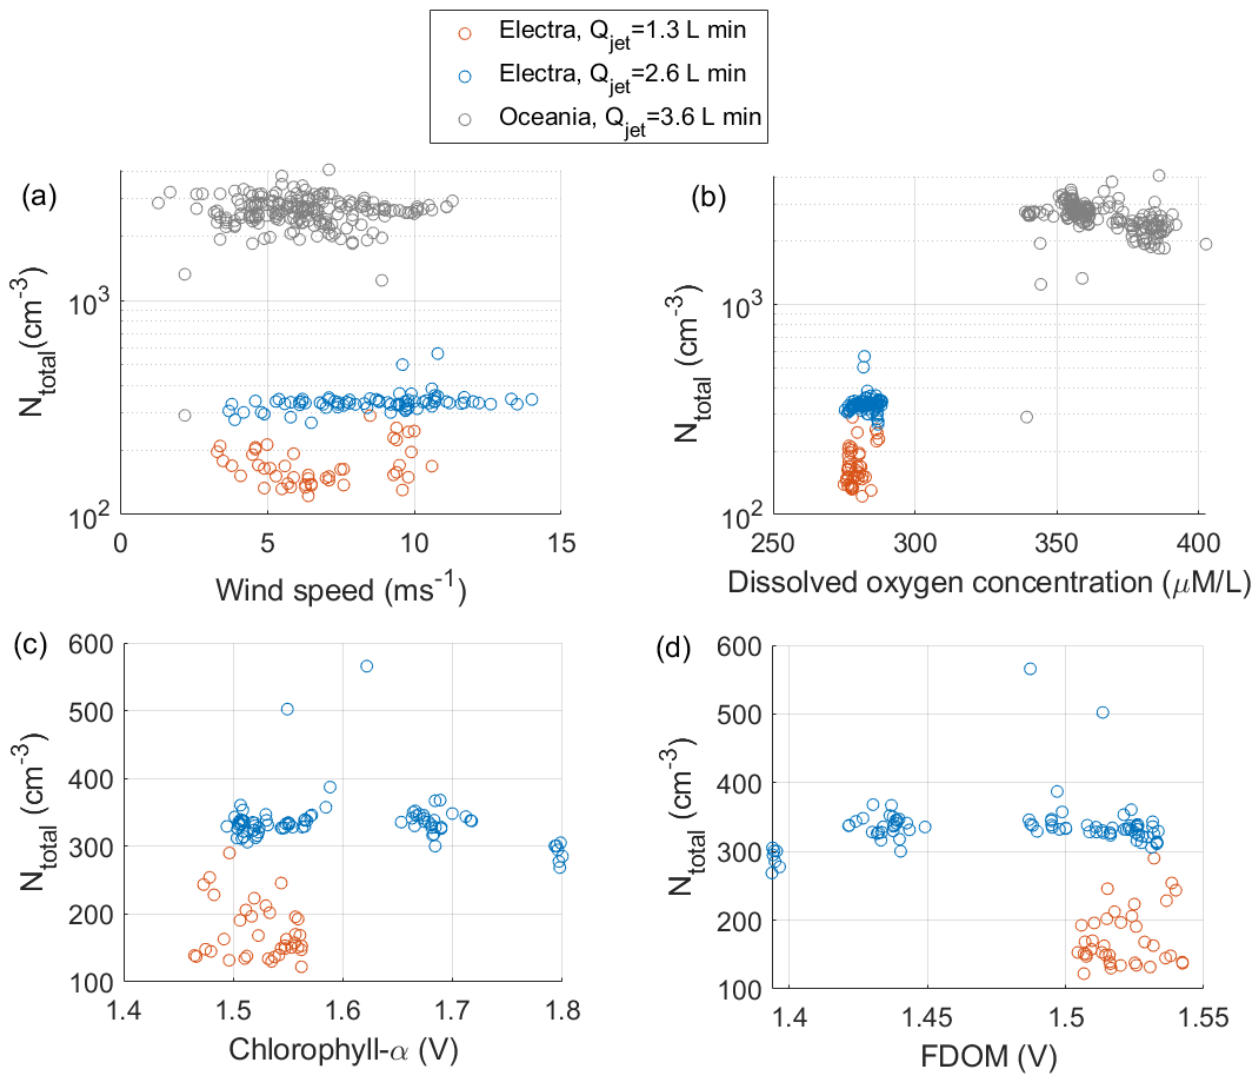 Electra, Qjet=1.3 L min
Electra, Qjet=2.6 L min
Oceania, Qjet=3.6 L min
(a)
Ntotal(cm-3)
103
102
0 5 10 15
Wind speed (ms-1)
(b)
Ntotal (cm-3)
103
102
250 300 350 400
Dissolved oxygen concentration (μM/L)
(c)
Ntotal (cm-3)
600
500
400
300
200
100
1.4 1.5 1.6 1.7 1.8
Chlorophyll-α (V)
(d)
Ntotal (cm-3)
600
500
400
300
200
100
1.4 1.45 1.5 1.55
FDOM (V)